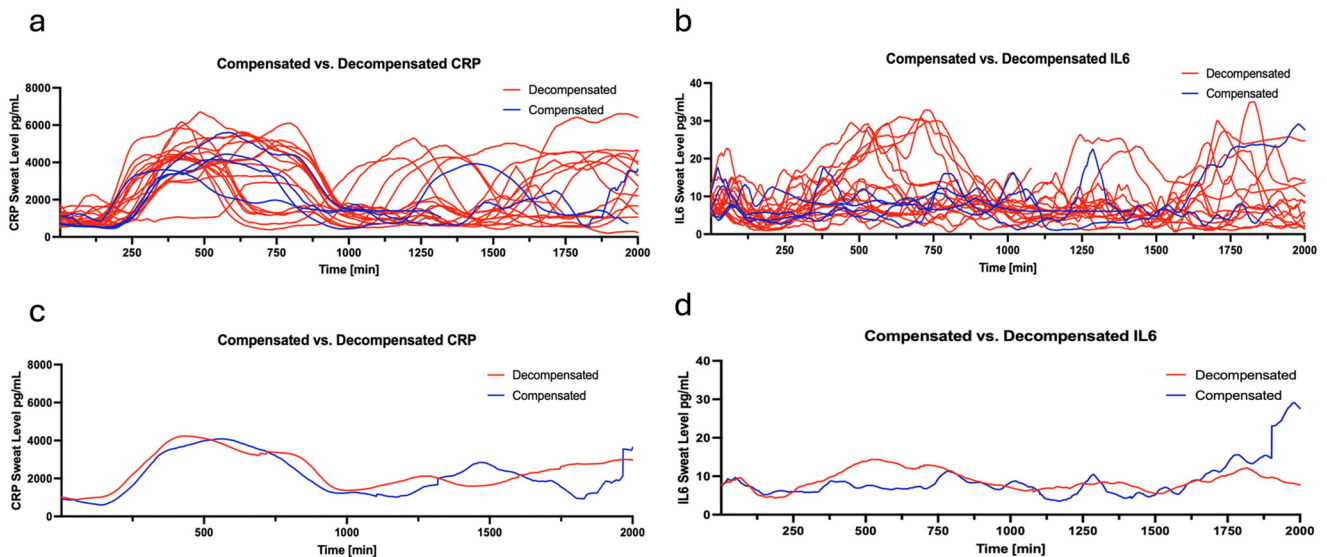 a
Compensated vs. Decompensated CRP
8000
6000
4000
2000
0
CRP Sweat Level pg/mL
Decompensated
Compensated
250
500
750
1000
1250
1500
1750
2000
Time [min]
b
Compensated vs. Decompensated IL6
40
30
20
10
0
IL6 Sweat Level pg/mL
Decompensated
Compensated
250
500
750
1000
1250
1500
1750
2000
Time [min]
c
Compensated vs. Decompensated CRP
8000
6000
4000
2000
0
CRP Sweat Level pg/mL
Decompensated
Compensated
500
1000
1500
2000
Time [min]
d
Compensated vs. Decompensated IL6
40
30
20
10
0
IL6 Sweat Level pg/mL
Decompensated
Compensated
250
500
750
1000
1250
1500
1750
2000
Time [min]